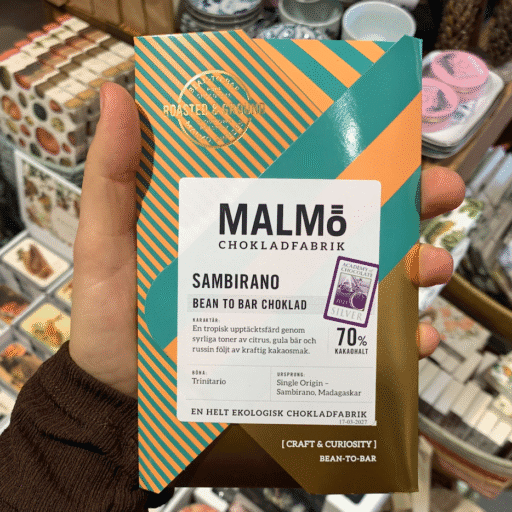 ROASTED & GROUND
MALMō
CHOKLADFABRIK
SAMBIRANO
BEAN TO BAR CHOKLAD
ACADEMY OF
CHOCOLATE
2021
SILVER
KARAKTÄR:
En tropisk upptäcktsfärd genom
syrliga toner av citrus, gula bär och
russin följt av kraftig kakaosmak.
70%
KAKAOHALT
BÖNA:
Trinitario
URSPRUNG:
Single Origin –
Sambirano, Madagaskar
EN HELT EKOLOGISK CHOKLADFABRIK
17-03-2027
[ CRAFT & CURIOSITY ]
BEAN-TO-BAR